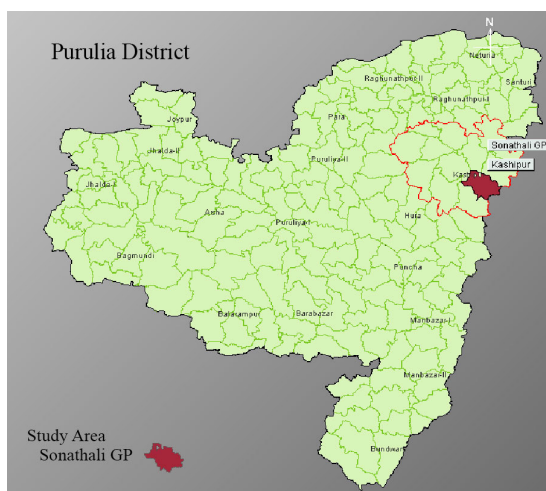 N
Purulia District
Neturia
Santuri
Raghunathpur-II
Raghunathpur-I
Para
Joypur
Sonathali GP
Jhalda-II
Puruliya-II
Kashipur
Jhalda-I
Arsha
Hura
Puruliya-I
Bagmundi
Puncha
Balarampur
Barabazar
Manbazar-I
Manbazar-II
Study Area
Sonathali GP
Bundwan